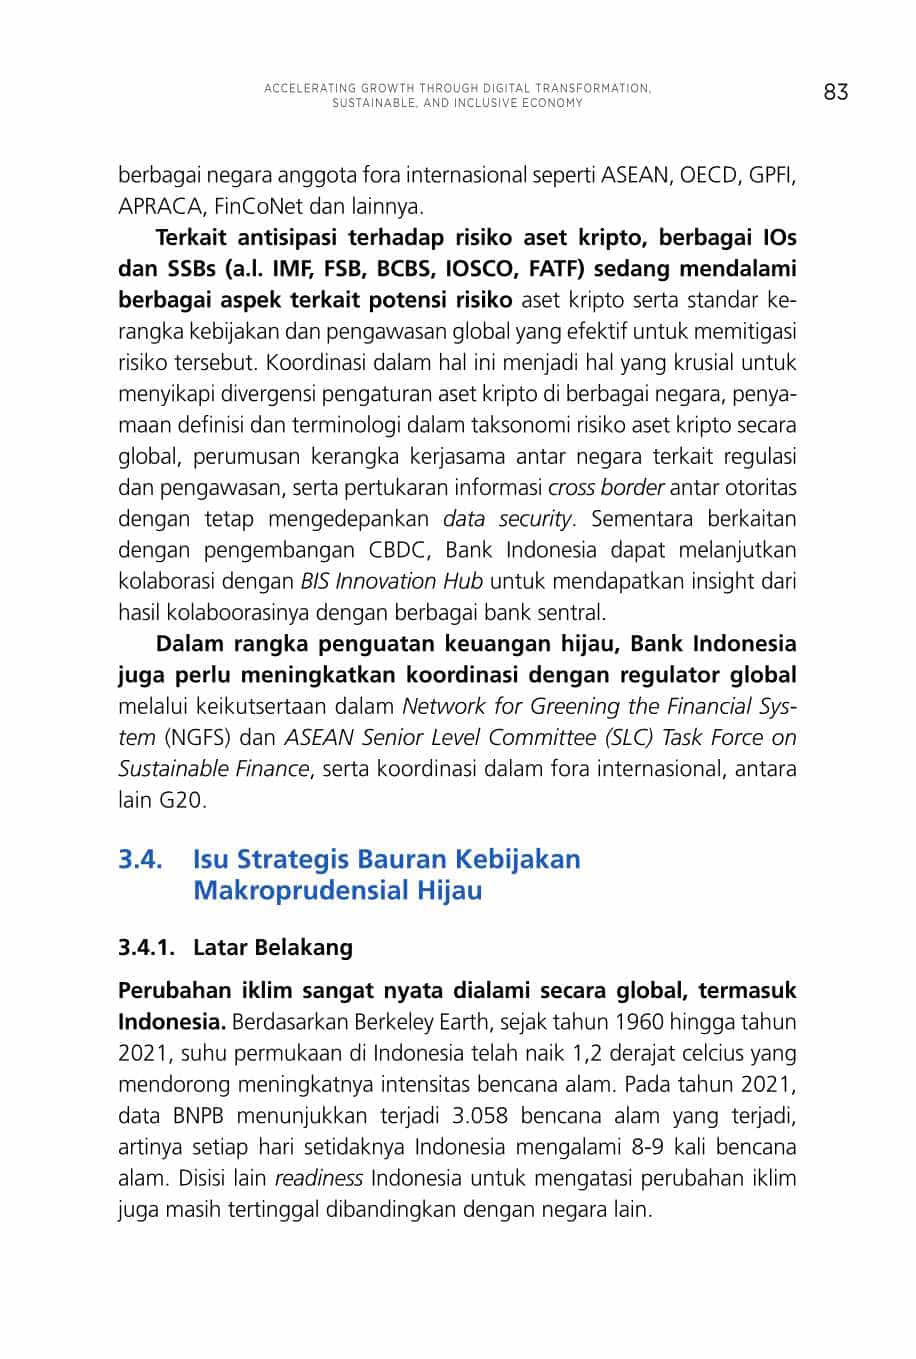 ACCELERATING GROWTH THROUGH DIGITAL TRANSFORMATION,
SUSTAINABLE, AND INCLUSIVE ECONOMY
83
berbagai negara anggota fora internasional seperti ASEAN, OECD, GPFI,
APRACA, FinCoNet dan lainnya.
Terkait antisipasi terhadap risiko aset kripto, berbagai IOs
dan SSBs (a.l. IMF, FSB, BCBS, IOSCO, FATF) sedang mendalami
berbagai aspek terkait potensi risiko aset kripto serta standar ke-
rangka kebijakan dan pengawasan global yang efektif untuk memitigasi
risiko tersebut. Koordinasi dalam hal ini menjadi hal yang krusial untuk
menyikapi divergensi pengaturan aset kripto di berbagai negara, penya-
maan definisi dan terminologi dalam taksonomi risiko aset kripto secara
global, perumusan kerangka kerjasama antar negara terkait regulasi
dan pengawasan, serta pertukaran informasi cross border antar otoritas
dengan tetap mengedepankan data security. Sementara berkaitan
dengan pengembangan CBDC, Bank Indonesia dapat melanjutkan
kolaborasi dengan BIS Innovation Hub untuk mendapatkan insight dari
hasil kolaboorasinya dengan berbagai bank sentral.
Dalam rangka penguatan keuangan hijau, Bank Indonesia
juga perlu meningkatkan koordinasi dengan regulator global
melalui keikutsertaan dalam Network for Greening the Financial Sys-
tem (NGFS) dan ASEAN Senior Level Committee (SLC) Task Force on
Sustainable Finance, serta koordinasi dalam fora internasional, antara
lain G20.
3.4. Isu Strategis Bauran Kebijakan
Makroprudensial Hijau
3.4.1. Latar Belakang
Perubahan iklim sangat nyata dialami secara global, termasuk
Indonesia. Berdasarkan Berkeley Earth, sejak tahun 1960 hingga tahun
2021, suhu permukaan di Indonesia telah naik 1,2 derajat celcius yang
mendorong meningkatnya intensitas bencana alam. Pada tahun 2021,
data BNPB menunjukkan terjadi 3.058 bencana alam yang terjadi,
artinya setiap hari setidaknya Indonesia mengalami 8-9 kali bencana
alam. Disisi lain readiness Indonesia untuk mengatasi perubahan iklim
juga masih tertinggal dibandingkan dengan negara lain.